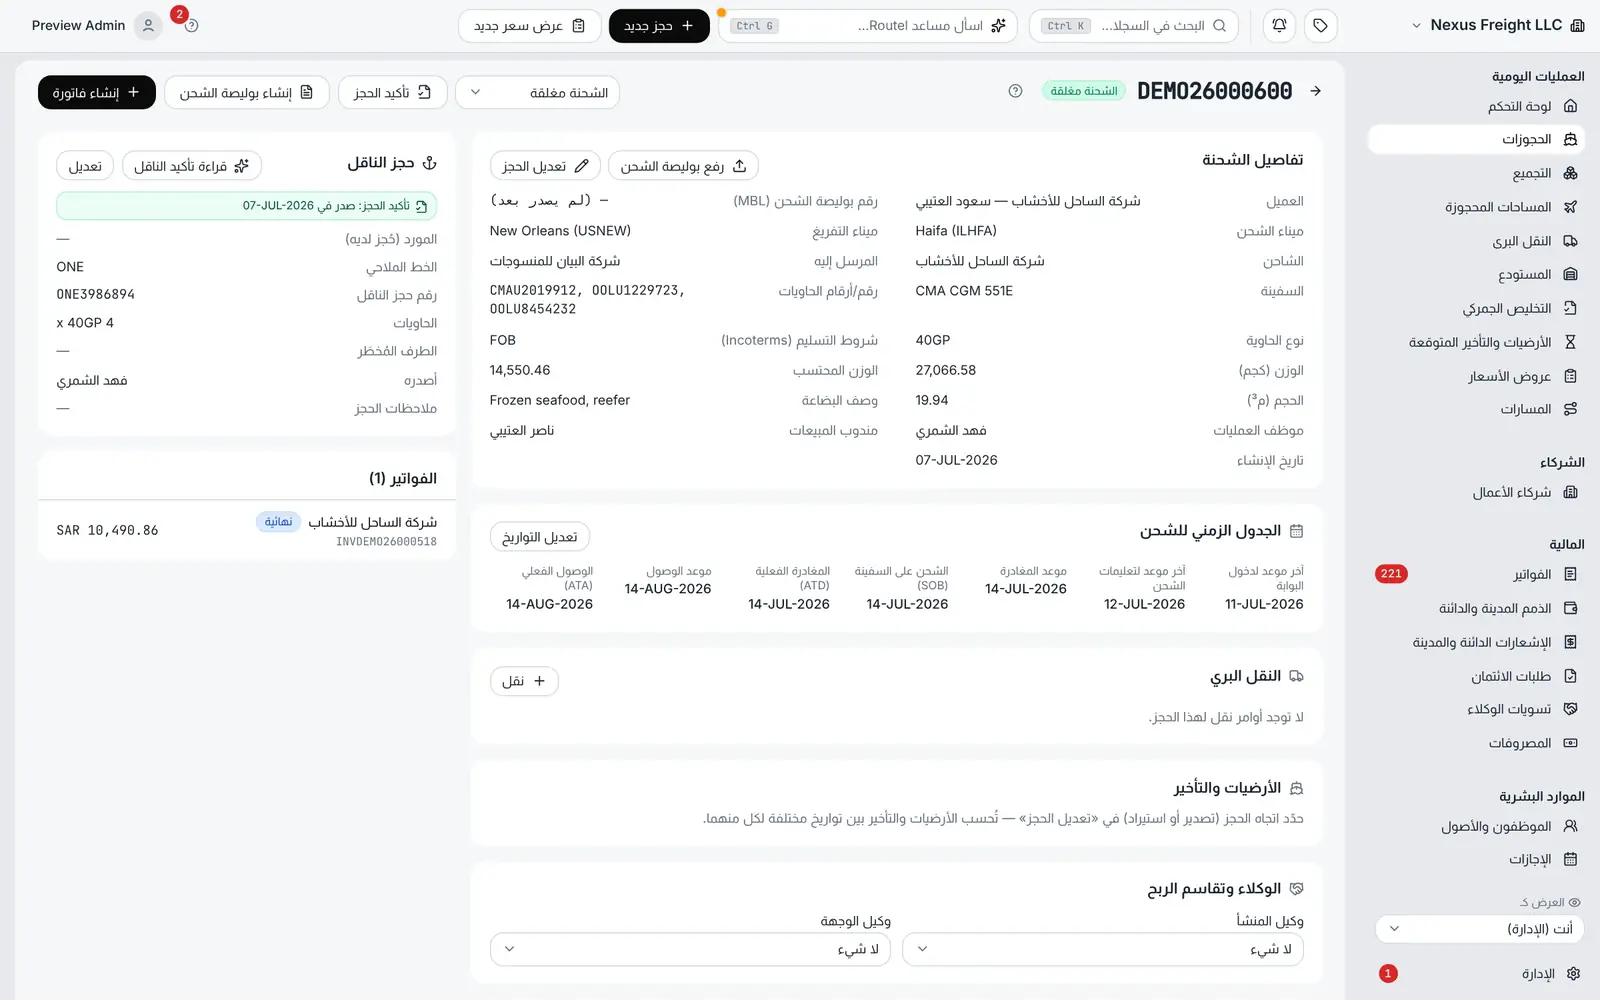 Nexus Freight LLC
البحث في السجلا... Ctrl K
اسأل مساعد Routel... Ctrl G
حجز جديد
عرض سعر جديد
2
Preview Admin
العمليات اليومية
لوحة التحكم
الحجوزات
التجميع
المساحات المحجوزة
النقل البري
المستودع
التخليص الجمركي
الأرضيات والتأخير المتوقعة
عروض الأسعار
المسارات
الشركاء
شركاء الأعمال
المالية
الفواتير 221
الذمم المدينة والدائنة
الإشعارات الدائنة والمدينة
طلبات الائتمان
تسويات الوكلاء
المصروفات
الموارد البشرية
الموظفون والأصول
الإجازات
العرض كـ
أنت (الإدارة)
الإدارة 1
DEMO26000600 الشحنة مغلقة
الشحنة مغلقة
تأكيد الحجز
إنشاء بوليصة الشحن
إنشاء فاتورة
تفاصيل الشحنة
رفع بوليصة الشحن
تعديل الحجز
العميل شركة الساحل للأخشاب — سعود العتيبي
رقم بوليصة الشحن (MBL) — (لم يصدر بعد)
ميناء الشحن Haifa (ILHFA)
ميناء التفريغ New Orleans (USNEW)
الشاحن شركة الساحل للأخشاب
المرسل إليه شركة البيان للمنسوجات
السفينة CMA CGM 551E
رقم/أرقام الحاويات CMAU2019912, OOLU1229723,
OOLU8454232
نوع الحاوية 40GP
شروط التسليم (Incoterms) FOB
الوزن (كجم) 27,066.58
الوزن المحتسب 14,550.46
الحجم (م³) 19.94
وصف البضاعة Frozen seafood, reefer
موظف العمليات فهد الشمري
مندوب المبيعات ناصر العتيبي
تاريخ الإنشاء 07-JUL-2026
الجدول الزمني للشحن
تعديل التواريخ
آخر موعد لدخول
البوابة
11-JUL-2026
آخر موعد لتعليمات
الشحن
12-JUL-2026
موعد المغادرة
14-JUL-2026
الشحن على السفينة
(SOB)
14-JUL-2026
المغادرة الفعلية
(ATD)
14-JUL-2026
موعد الوصول
14-AUG-2026
الوصول الفعلي
(ATA)
14-AUG-2026
النقل البري
نقل
لا توجد أوامر نقل لهذا الحجز.
الأرضيات والتأخير
حدّد اتجاه الحجز (تصدير أو استيراد) في «تعديل الحجز» — تُحسب الأرضيات والتأخير بين تواريخ مختلفة لكل منهما.
الوكلاء وتقاسم الربح
وكيل المنشأ
لا شيء
وكيل الوجهة
لا شيء
حجز الناقل
قراءة تأكيد الناقل
تعديل
تأكيد الحجز: صدر في 07-JUL-2026
المورد (حُجز لديه) —
الخط الملاحي ONE
رقم حجز الناقل ONE3986894
الحاويات 4 x 40GP
الطرف المُخطَر —
أصدره فهد الشمري
ملاحظات الحجز —
الفواتير (1)
شركة الساحل للأخشاب نهائية
INVDEMO26000518
SAR 10,490.86